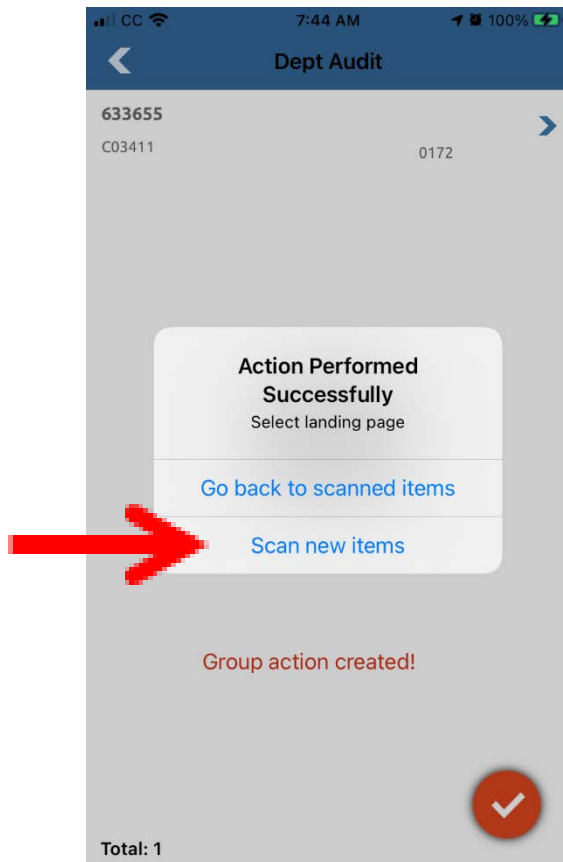 CC 7:44 AM 100%
Dept Audit
633655
C03411 0172
Action Performed
Successfully
Select landing page
Go back to scanned items
Scan new items
Group action created!
Total: 1